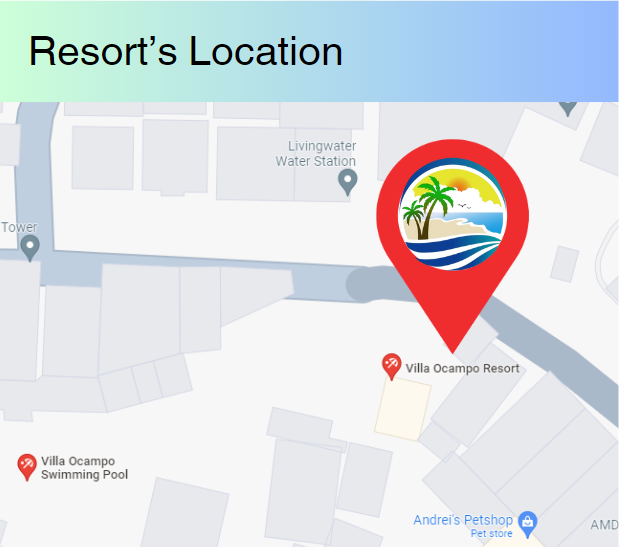 Resort’s Location
Livingwater
Water Station
Tower
Villa Ocampo Resort
Villa Ocampo
Swimming Pool
Andrei's Petshop
Pet store
AMD